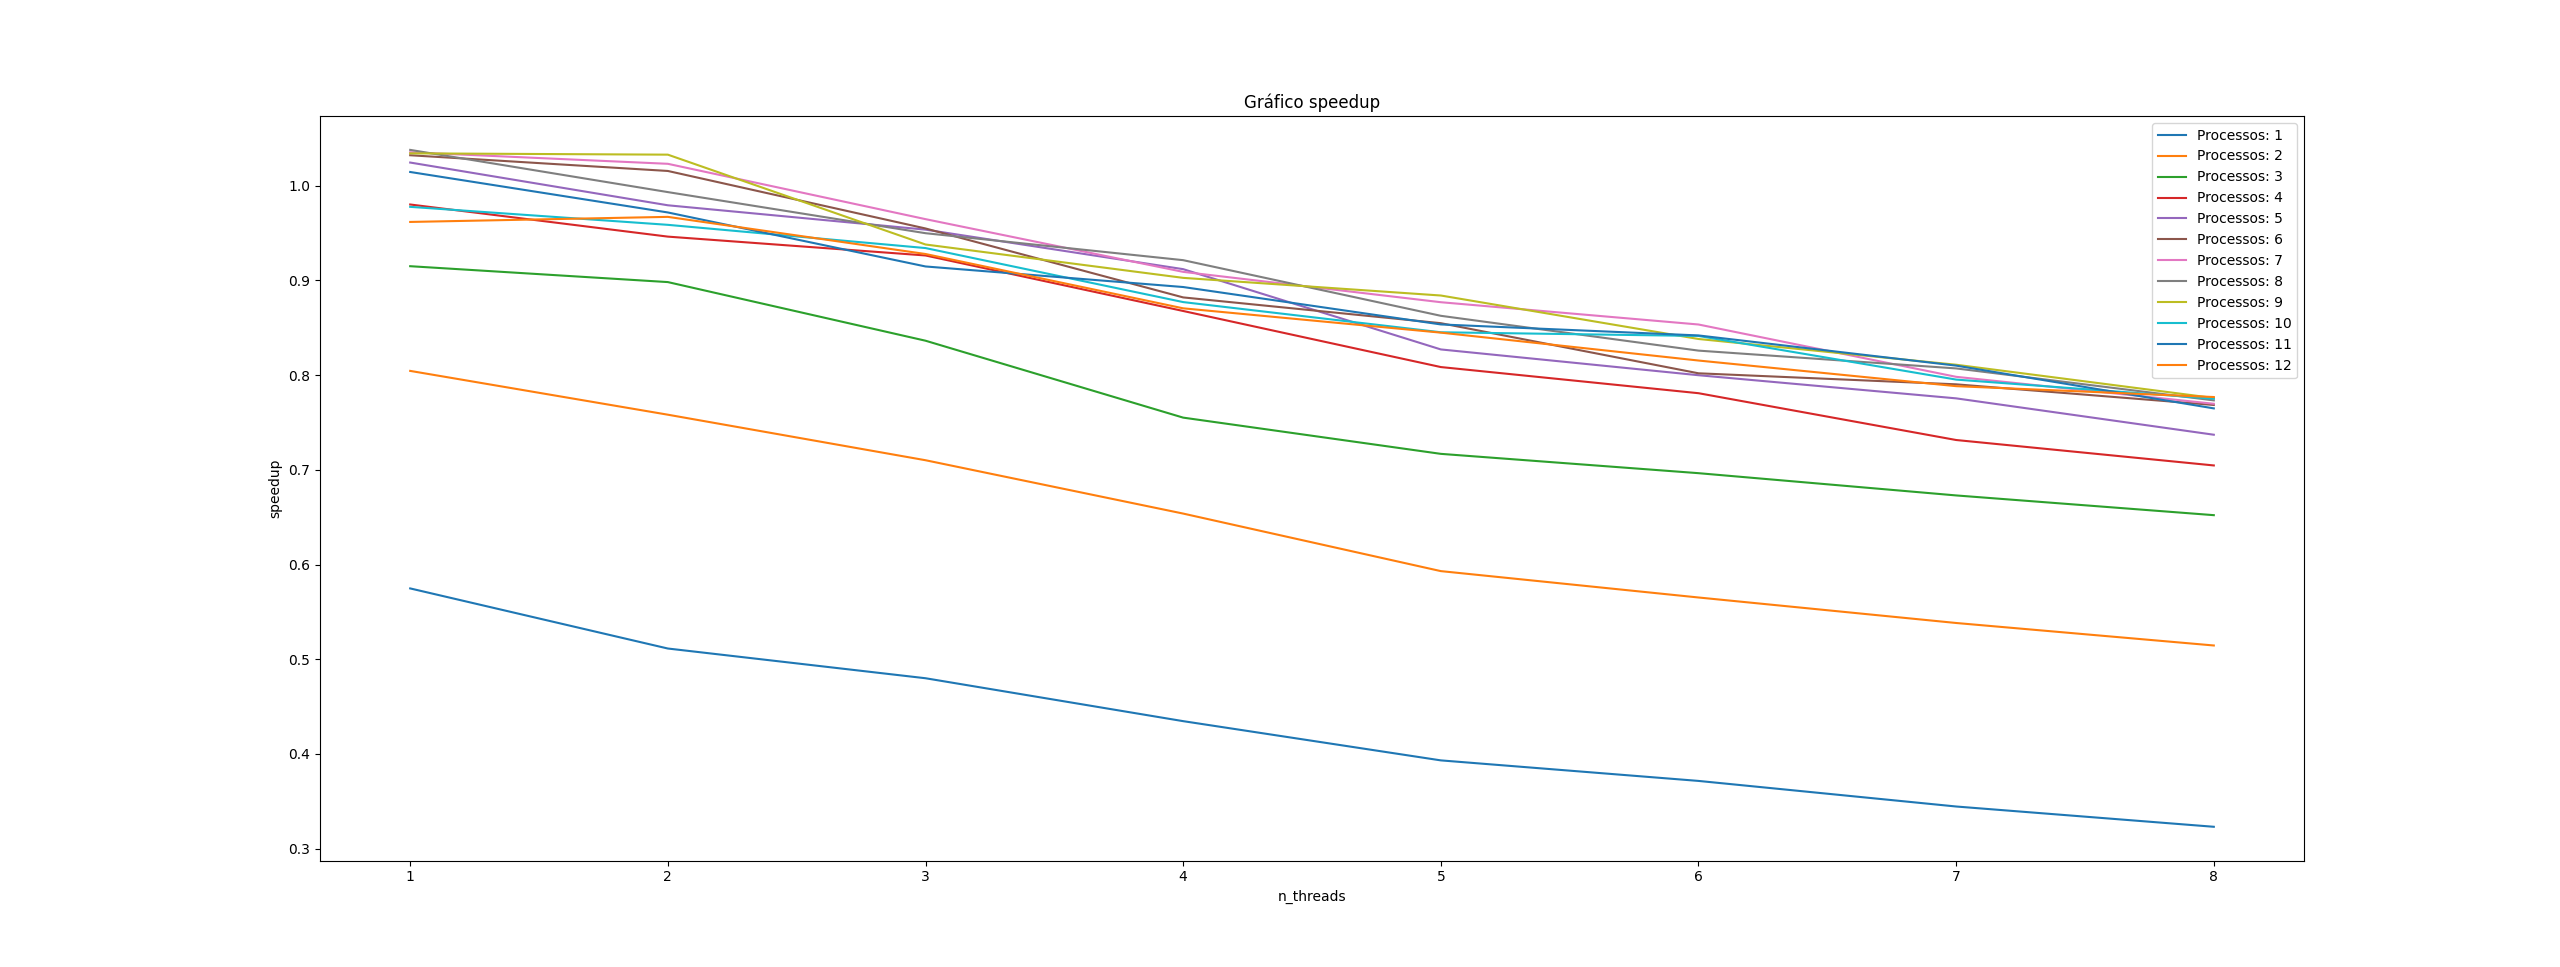 Gráfico speedup
Processos: 1
Processos: 2
Processos: 3
Processos: 4
Processos: 5
Processos: 6
Processos: 7
Processos: 8
Processos: 9
Processos: 10
Processos: 11
Processos: 12
speedup
1.0
0.9
0.8
0.7
0.6
0.5
0.4
0.3
1 2 3 4 5 6 7 8
n_threads